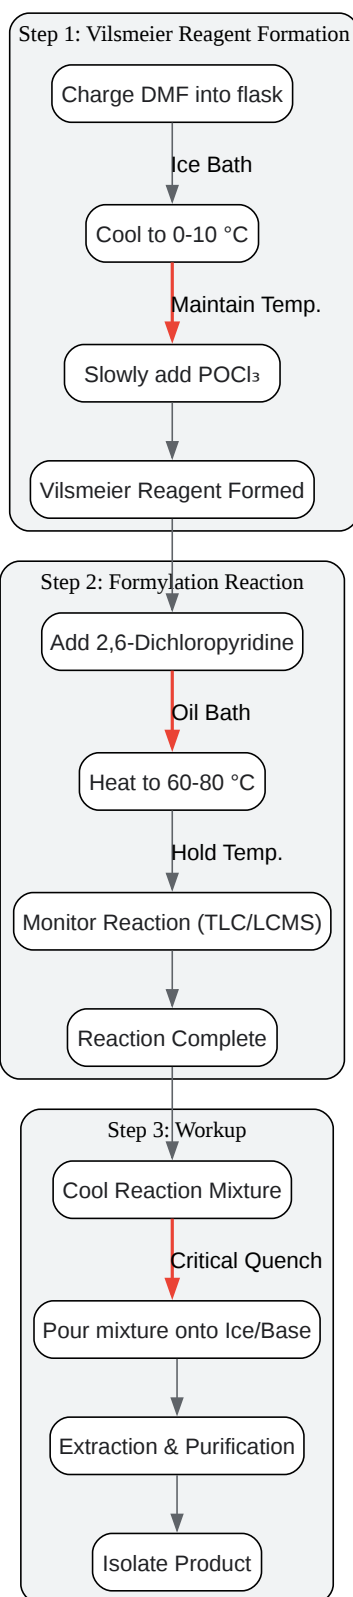 Step 1: Vilsmeier Reagent Formation
Charge DMF into flask
Ice Bath
Cool to 0-10 °C
Maintain Temp.
Slowly add POCl₃
Vilsmeier Reagent Formed
Step 2: Formylation Reaction
Add 2,6-Dichloropyridine
Oil Bath
Heat to 60-80 °C
Hold Temp.
Monitor Reaction (TLC/LCMS)
Reaction Complete
Step 3: Workup
Cool Reaction Mixture
Critical Quench
Pour mixture onto Ice/Base
Extraction & Purification
Isolate Product